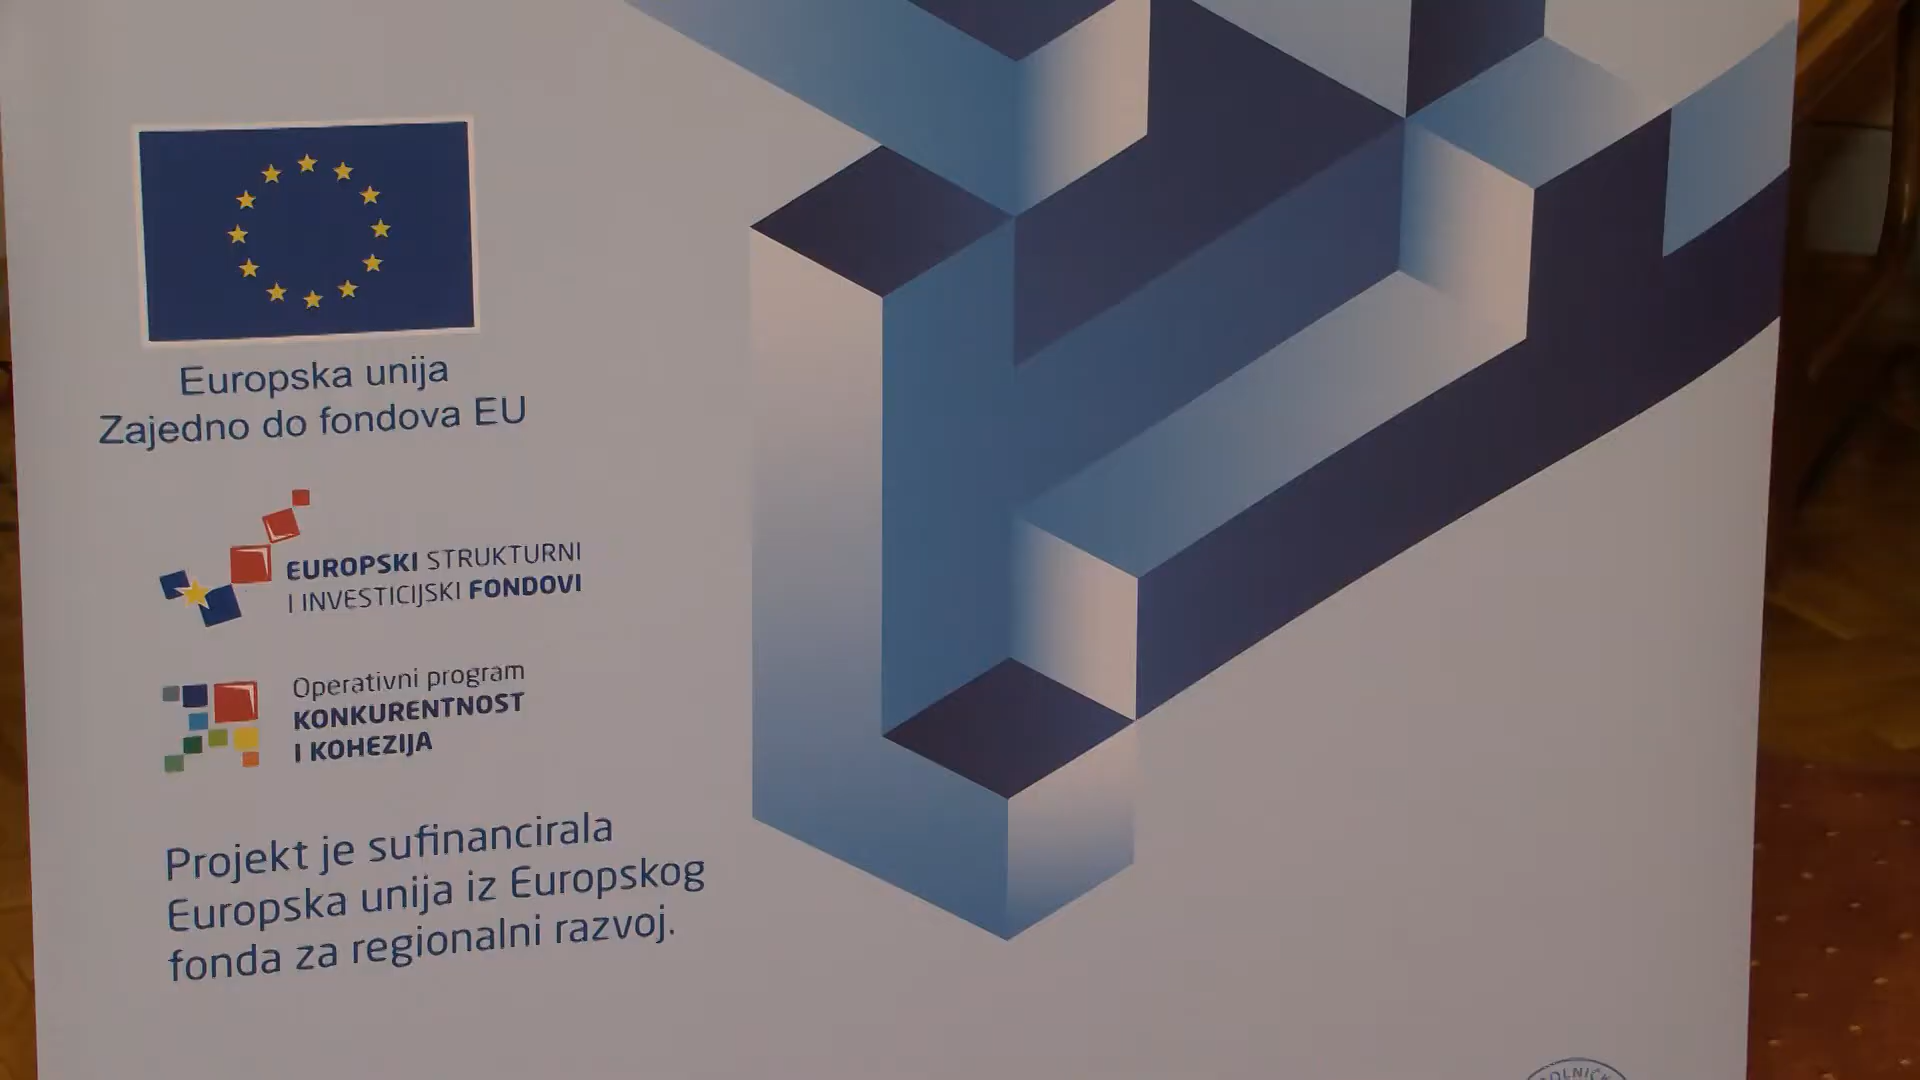 Europska unija
Zajedno do fondova EU
EUROPSKI STRUKTURNI
I INVESTICIJSKI FONDOVI
Operativni program
KONKURENTNOST
I KOHEZIJA
Projekt je sufinancirala
Europska unija iz Europskog
fonda za regionalni razvoj.